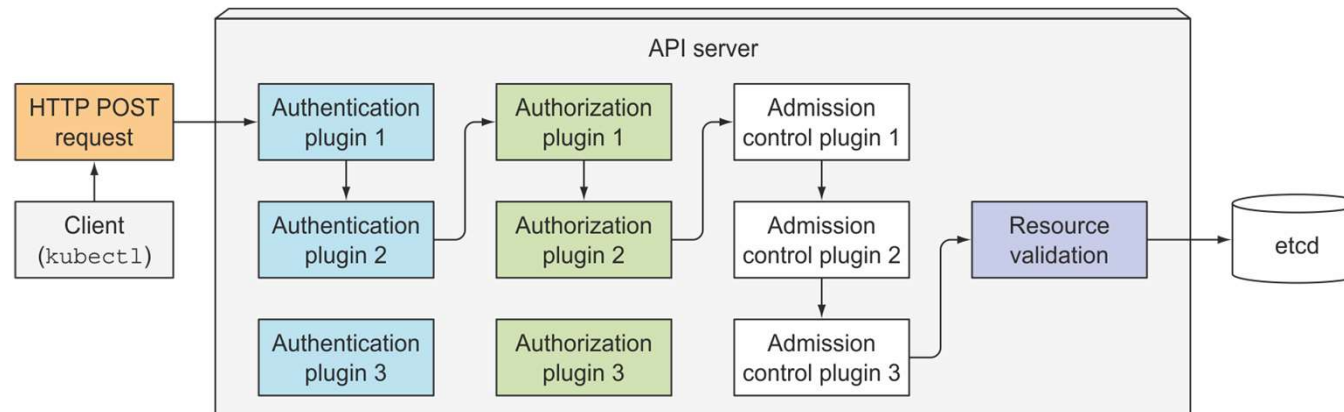 API server
HTTP POST
request
Client
(kubectl)
Authentication
plugin 1
Authentication
plugin 2
Authentication
plugin 3
Authorization
plugin 1
Authorization
plugin 2
Authorization
plugin 3
Admission
control plugin 1
Admission
control plugin 2
Admission
control plugin 3
Resource
validation
etcd